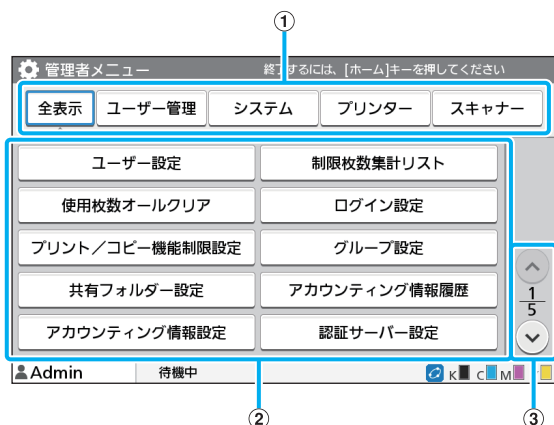 ①
管理者メニュー 終了するには、[ホーム]キーを押してください
全表示 ユーザー管理 システム プリンター スキャナー
ユーザー設定 制限枚数集計リスト
使用枚数オールクリア ログイン設定
プリント／コピー機能制限設定 グループ設定
共有フォルダー設定 アカウンティング情報履歴
アカウンティング情報設定 認証サーバー設定
1
5
Admin 待機中 K C M
② ③